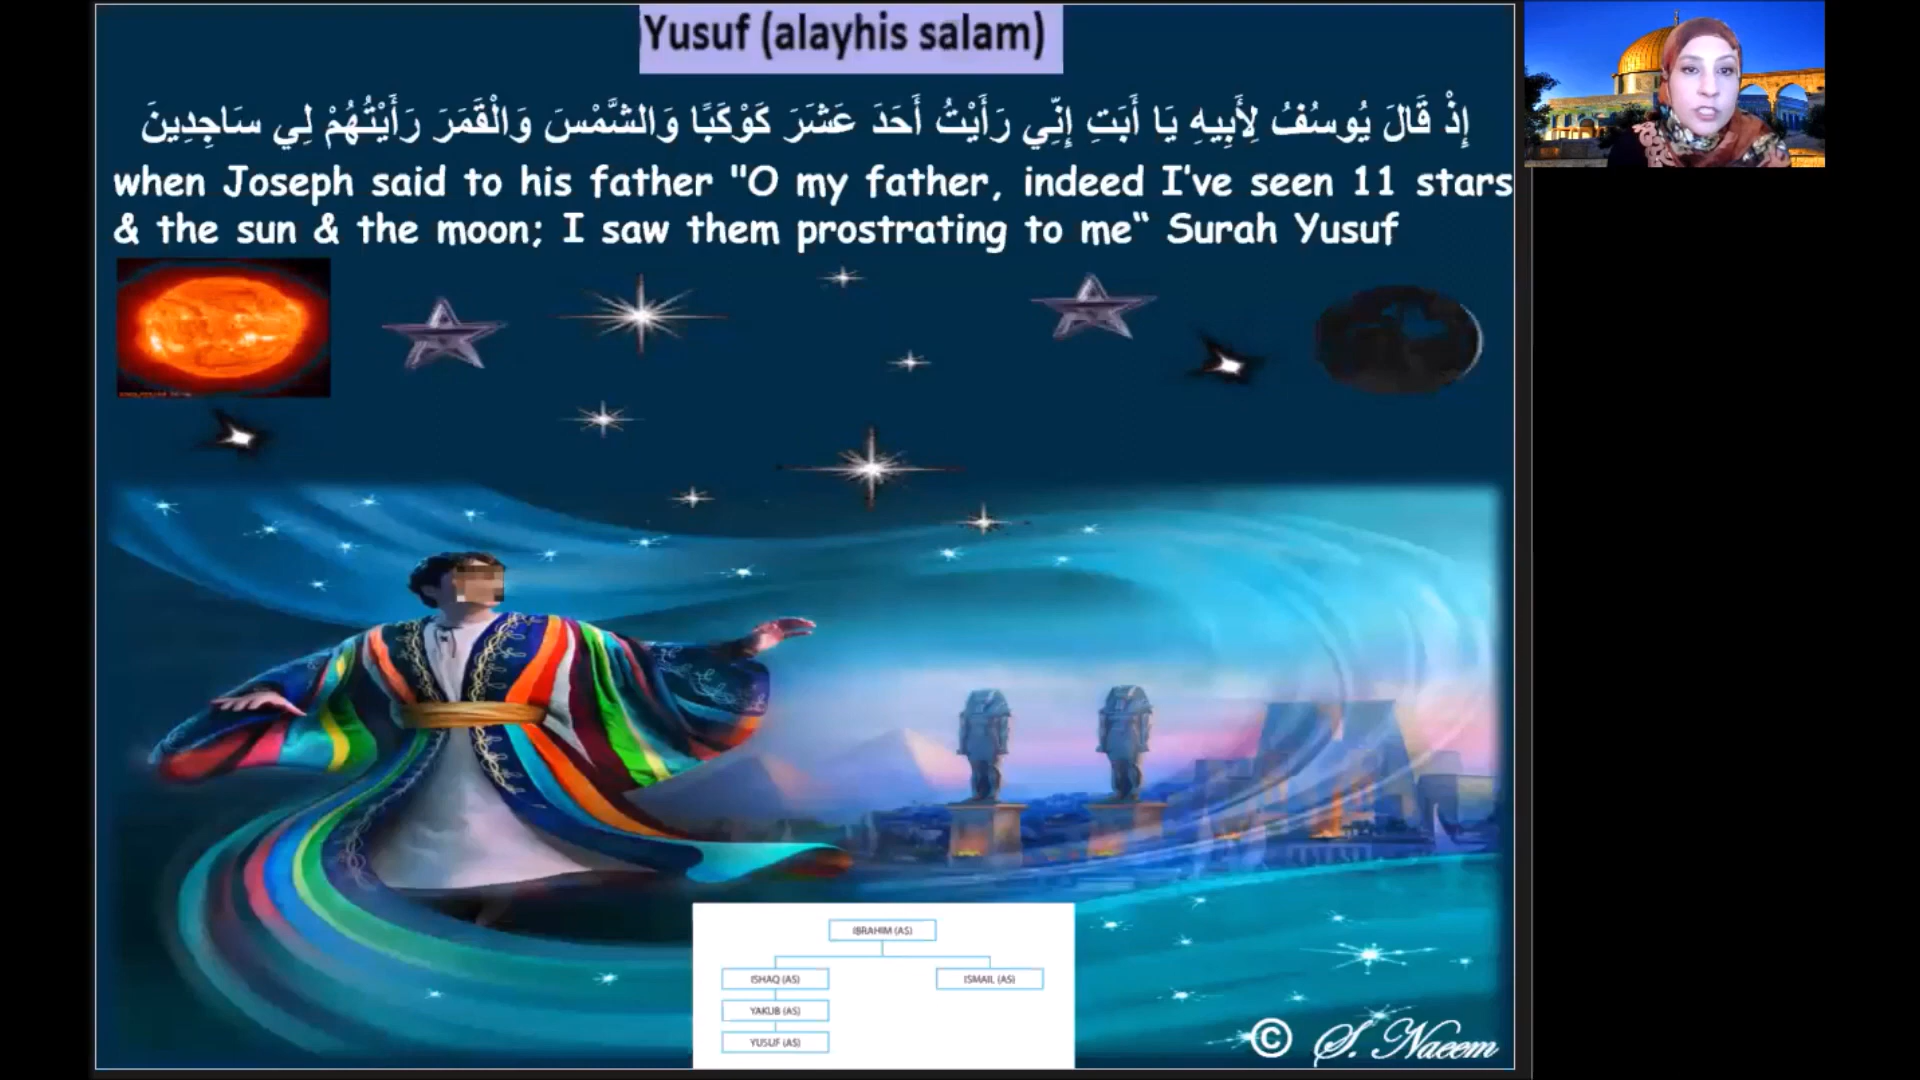 Yusuf (alayhis salam)
إِذْ قَالَ يُوسُفُ لِأَبِيهِ يَا أَبَتِ إِنِّي رَأَيْتُ أَحَدَ عَشَرَ كَوْكَبًا وَالشَّمْسَ وَالْقَمَرَ رَأَيْتُهُمْ لِي سَاجِدِينَ
when Joseph said to his father "O my father, indeed I've seen 11 stars
& the sun & the moon; I saw them prostrating to me“ Surah Yusuf
IBRAHIM (AS)
ISHAQ (AS)
ISMAIL (AS)
YAKUB (AS)
YUSUF (AS)
© S. Naeem